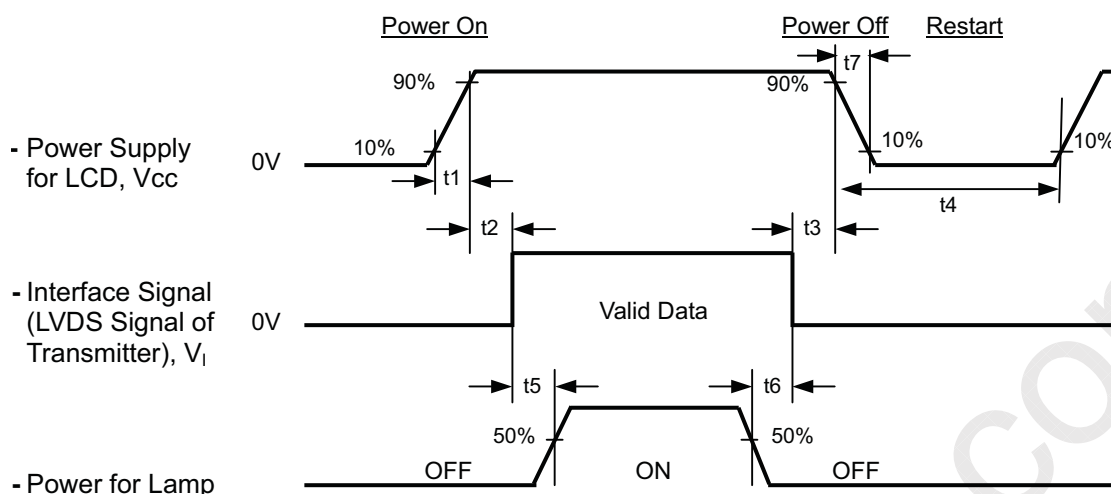 Power On
Power Off
Restart
90%
90%
t7
- Power Supply
for LCD, Vcc
0V
10%
10%
10%
t1
t4
t2
t3
- Interface Signal
(LVDS Signal of
Transmitter), VI
0V
Valid Data
t5
t6
50%
50%
- Power for Lamp
OFF
ON
OFF